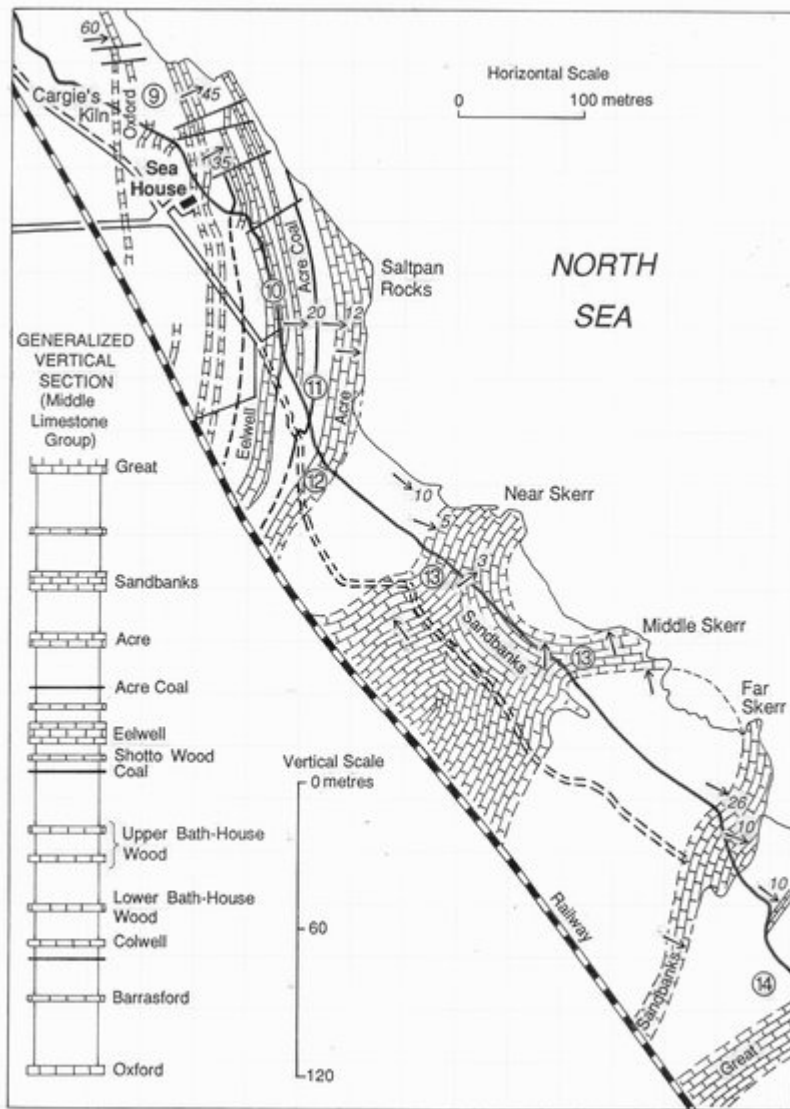 60
Cargie's
Kiln
Oxford
9
45
35
Sea
House
Horizontal Scale
0 100 metres
NORTH
SEA
Acre Coal
Saltpan
Rocks
10
20
12
11
Eelwell
Acre
12
10
Near Skerr
5
13
3
Sandbanks
13
Middle Skerr
Far
Skerr
26
10
10
Railway
Sandbanks
14
Great
GENERALIZED
VERTICAL
SECTION
(Middle
Limestone
Group)
Great
Sandbanks
Acre
Acre Coal
Eelwell
Shotto Wood
Coal
Upper Bath-House
Wood
Lower Bath-House
Wood
Colwell
Barrasford
Oxford
Vertical Scale
0 metres
60
120